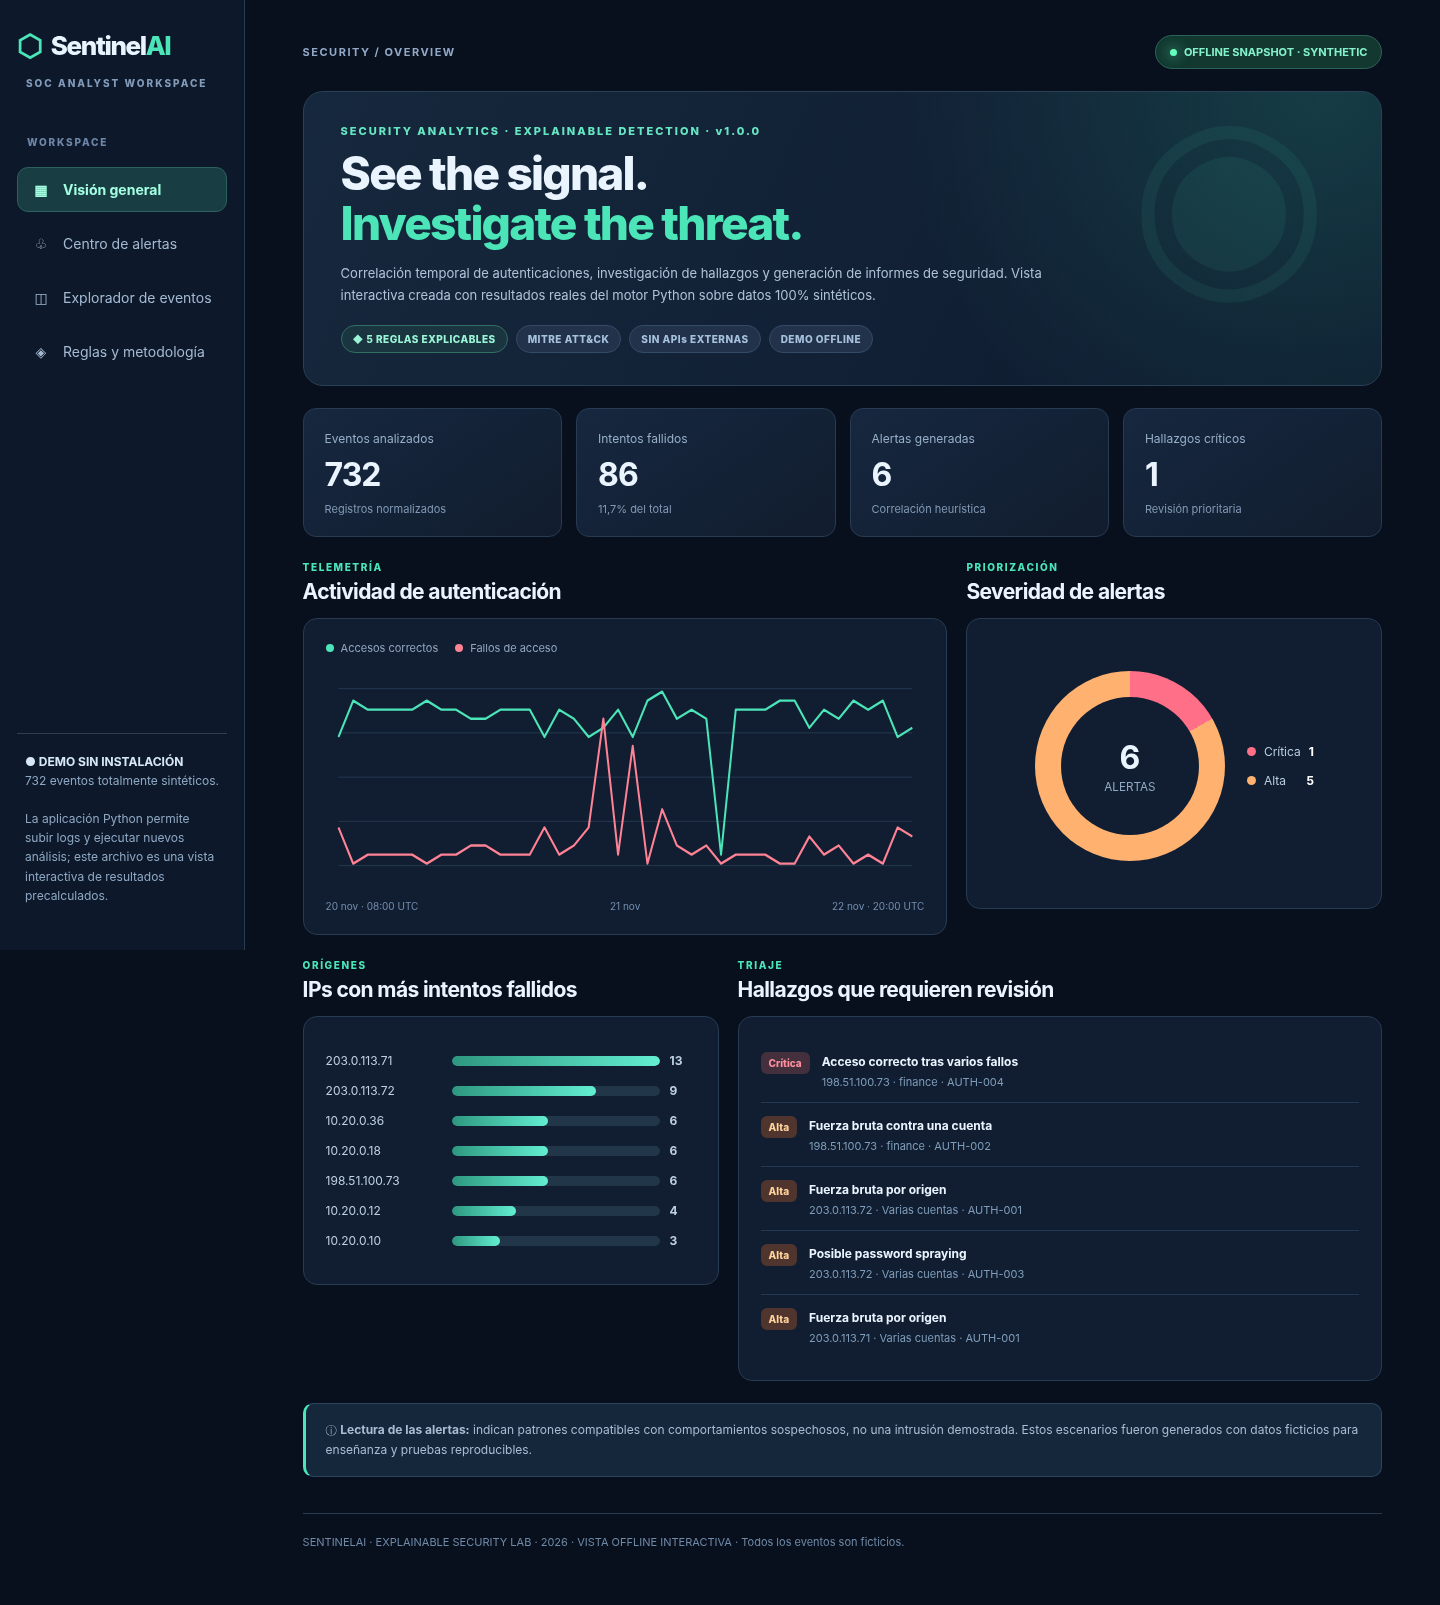 SentinelAI
SOC ANALYST WORKSPACE
WORKSPACE
Visión general
Centro de alertas
Explorador de eventos
Reglas y metodología
DEMO SIN INSTALACIÓN
732 eventos totalmente sintéticos.
La aplicación Python permite
subir logs y ejecutar nuevos
análisis; este archivo es una vista
interactiva de resultados
precalculados.
SECURITY / OVERVIEW
OFFLINE SNAPSHOT · SYNTHETIC
SECURITY ANALYTICS · EXPLAINABLE DETECTION · v1.0.0
See the signal.
Investigate the threat.
Correlación temporal de autenticaciones, investigación de hallazgos y generación de informes de seguridad. Vista
interactiva creada con resultados reales del motor Python sobre datos 100% sintéticos.
◆ 5 REGLAS EXPLICABLES
MITRE ATT&CK
SIN APIs EXTERNAS
DEMO OFFLINE
Eventos analizados
732
Registros normalizados
Intentos fallidos
86
11,7% del total
Alertas generadas
6
Correlación heurística
Hallazgos críticos
1
Revisión prioritaria
TELEMETRÍA
Actividad de autenticación
Accesos correctos
Fallos de acceso
20 nov · 08:00 UTC
21 nov
22 nov · 20:00 UTC
PRIORIZACIÓN
Severidad de alertas
6
ALERTAS
Crítica 1
Alta 5
ORÍGENES
IPs con más intentos fallidos
203.0.113.71 13
203.0.113.72 9
10.20.0.36 6
10.20.0.18 6
198.51.100.73 6
10.20.0.12 4
10.20.0.10 3
TRIAJE
Hallazgos que requieren revisión
Crítica Acceso correcto tras varios fallos
198.51.100.73 · finance · AUTH-004
Alta Fuerza bruta contra una cuenta
198.51.100.73 · finance · AUTH-002
Alta Fuerza bruta por origen
203.0.113.72 · Varias cuentas · AUTH-001
Alta Posible password spraying
203.0.113.72 · Varias cuentas · AUTH-003
Alta Fuerza bruta por origen
203.0.113.71 · Varias cuentas · AUTH-001
ⓘ Lectura de las alertas: indican patrones compatibles con comportamientos sospechosos, no una intrusión demostrada. Estos escenarios fueron generados con datos ficticios para
enseñanza y pruebas reproducibles.
SENTINELAI · EXPLAINABLE SECURITY LAB · 2026 · VISTA OFFLINE INTERACTIVA · Todos los eventos son ficticios.